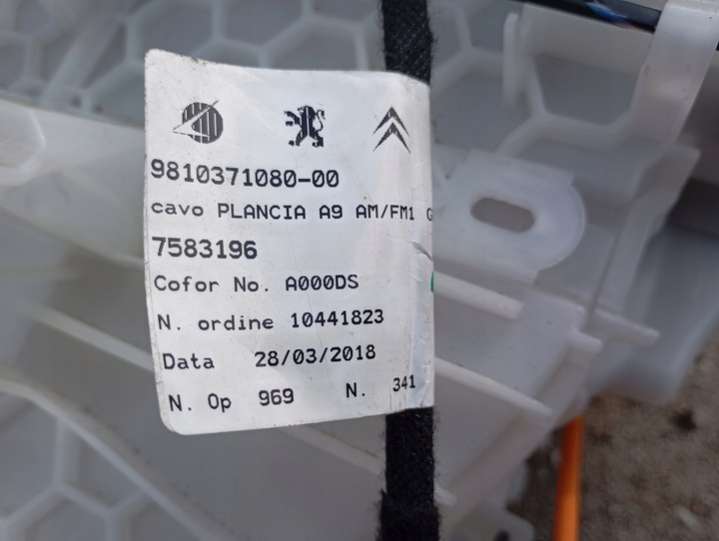 9810371080-00
cavo PLANCIA A9 AM/FM1
7583196
Cofor No. A000DS
N. ordine 10441823
Data 28/03/2018
N. Op 969 N. 341